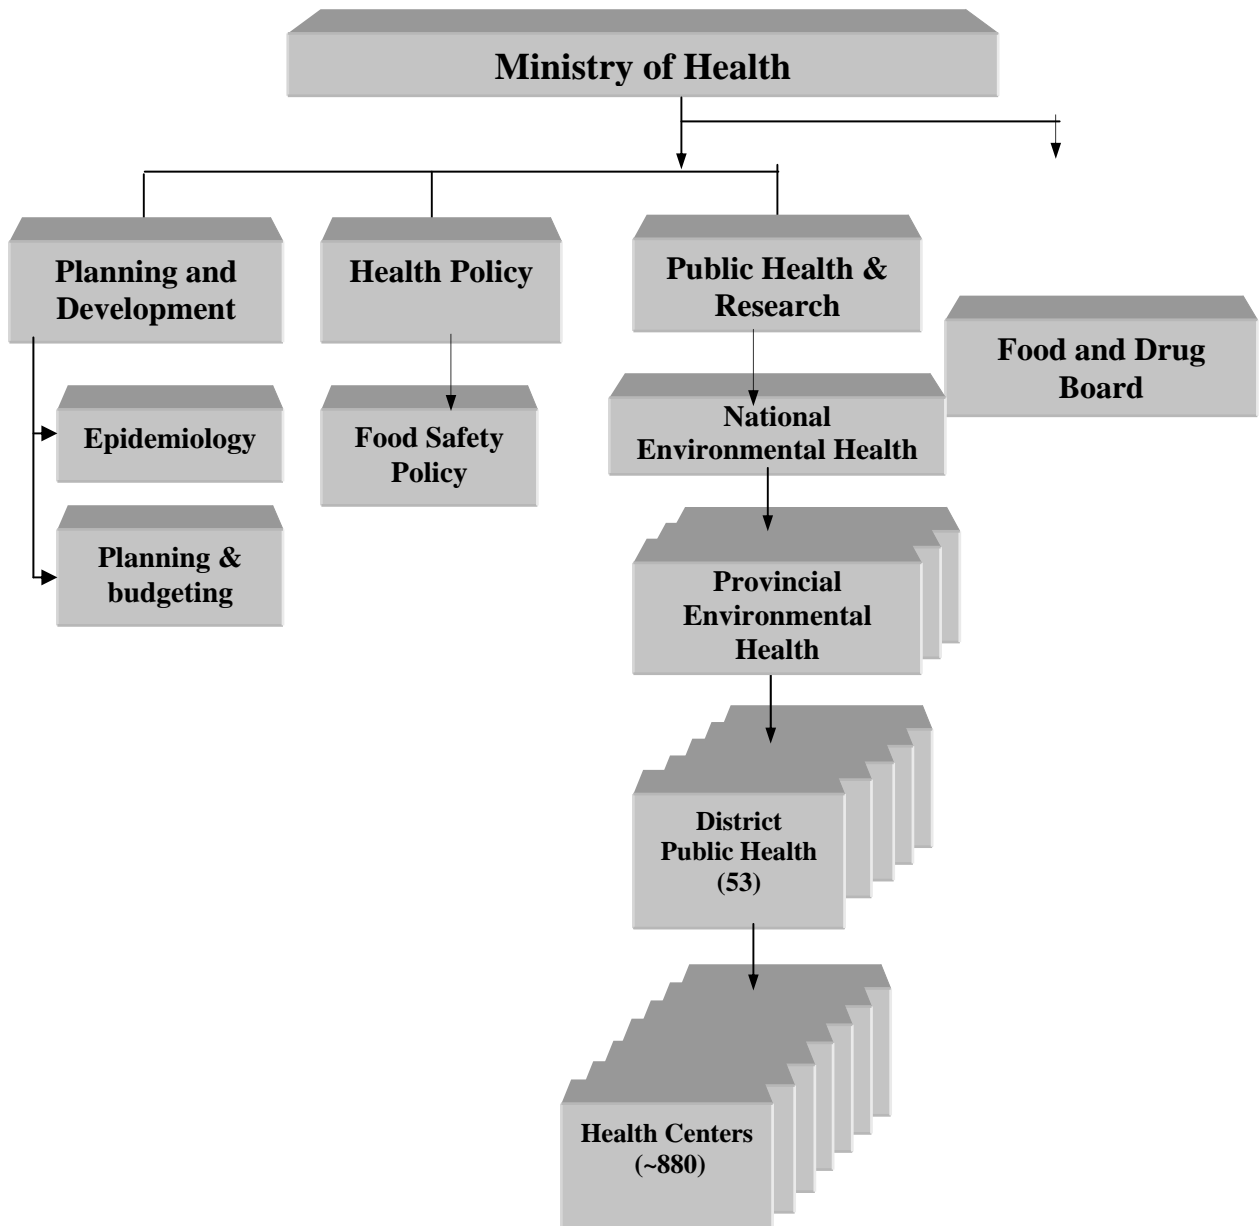 Ministry of Health
Planning and
Development
Health Policy
Public Health &
Research
Food and Drug
Board
Epidemiology
Food Safety
Policy
National
Environmental Health
Planning &
budgeting
Provincial
Environmental
Health
District
Public Health
(53)
Health Centers
(~880)